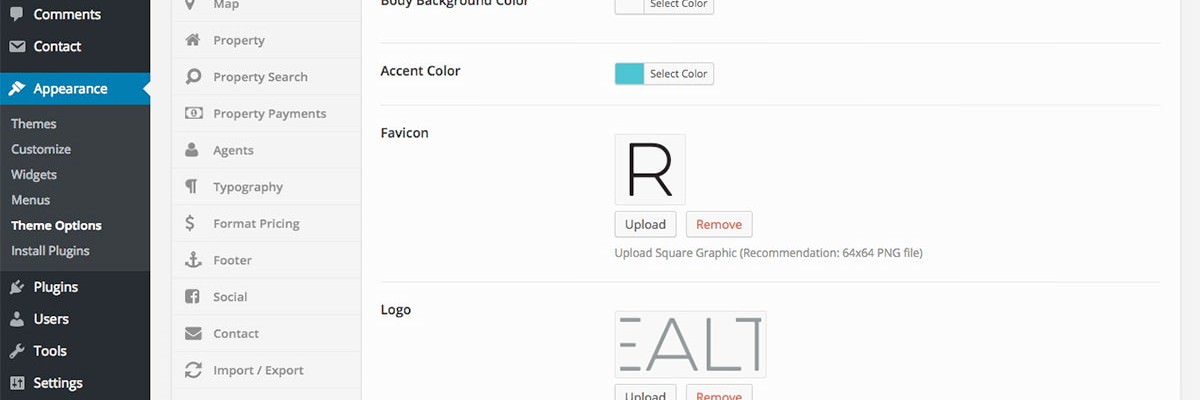 Comments
Contact
Appearance
Themes
Customize
Widgets
Menus
Theme Options
Install Plugins
Plugins
Users
Tools
Settings
Map
Property
Property Search
Property Payments
Agents
Typography
Format Pricing
Footer
Social
Contact
Import / Export
Body Background Color
Select Color
Accent Color
Select Color
Favicon
R
Upload Remove
Upload Square Graphic (Recommendation: 64x64 PNG file)
Logo
EALT
Upload Remove